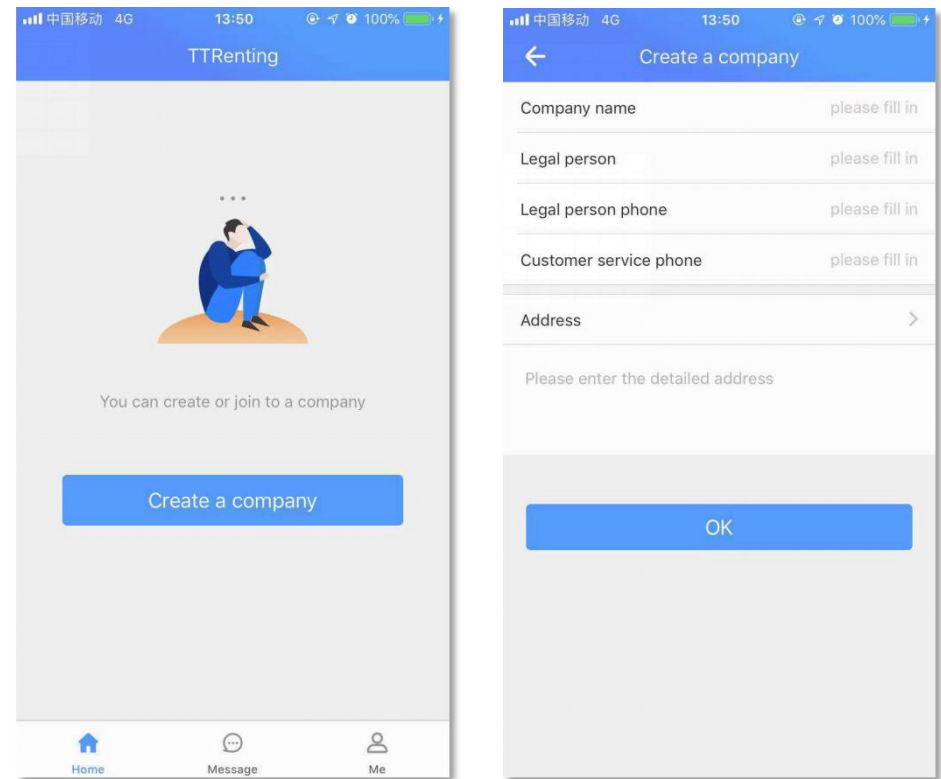 中国移动 4G 13:50 100%
TTRenting
...
You can create or join to a company
Create a company
Home Message Me
中国移动 4G 13:50 100%
Create a company
Company name please fill in
Legal person please fill in
Legal person phone please fill in
Customer service phone please fill in
Address
Please enter the detailed address
OK